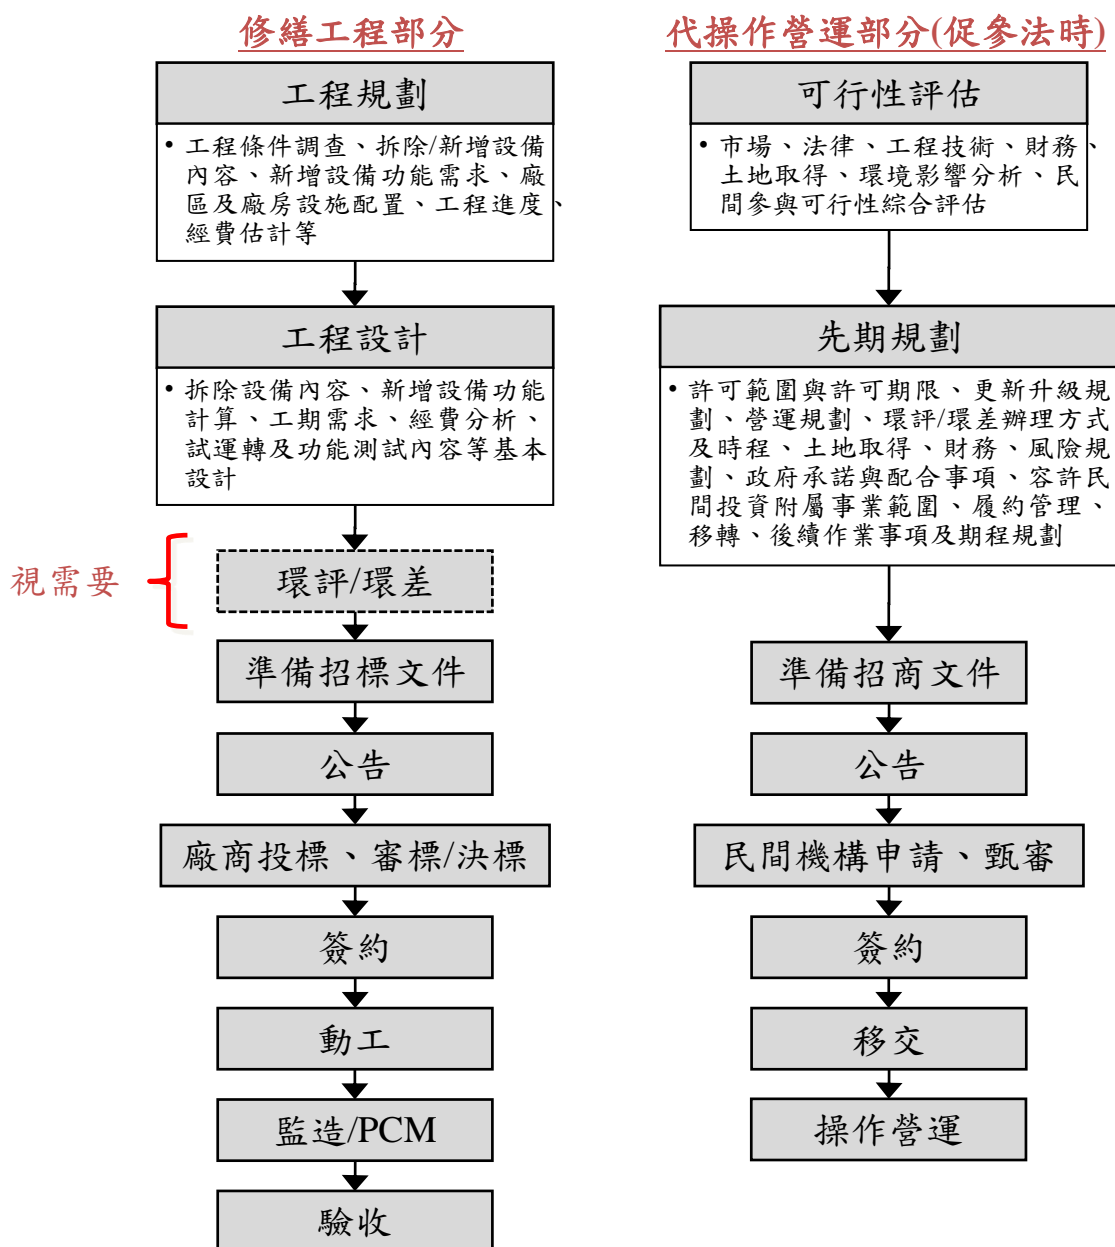 修繕工程部分
工程規劃
• 工程條件調查、拆除/新增設備
內容、新增設備功能需求、廠
區及廠房設施配置、工程進度、
經費估計等
工程設計
• 拆除設備內容、新增設備功能
計算、工期需求、經費分析、
試運轉及功能測試內容等基本
設計
視需要
環評/環差
準備招標文件
公告
廠商投標、審標/決標
簽約
動工
監造/PCM
驗收
代操作營運部分(促參法時)
可行性評估
• 市場、法律、工程技術、財務、
土地取得、環境影響分析、民
間參與可行性綜合評估
先期規劃
• 許可範圍與許可期限、更新升級規
劃、營運規劃、環評/環差辦理方式
及時程、土地取得、財務、風險規
劃、政府承諾與配合事項、容許民
間投資附屬事業範圍、履約管理、
移轉、後續作業事項及期程規劃
準備招商文件
公告
民間機構申請、甄審
簽約
移交
操作營運